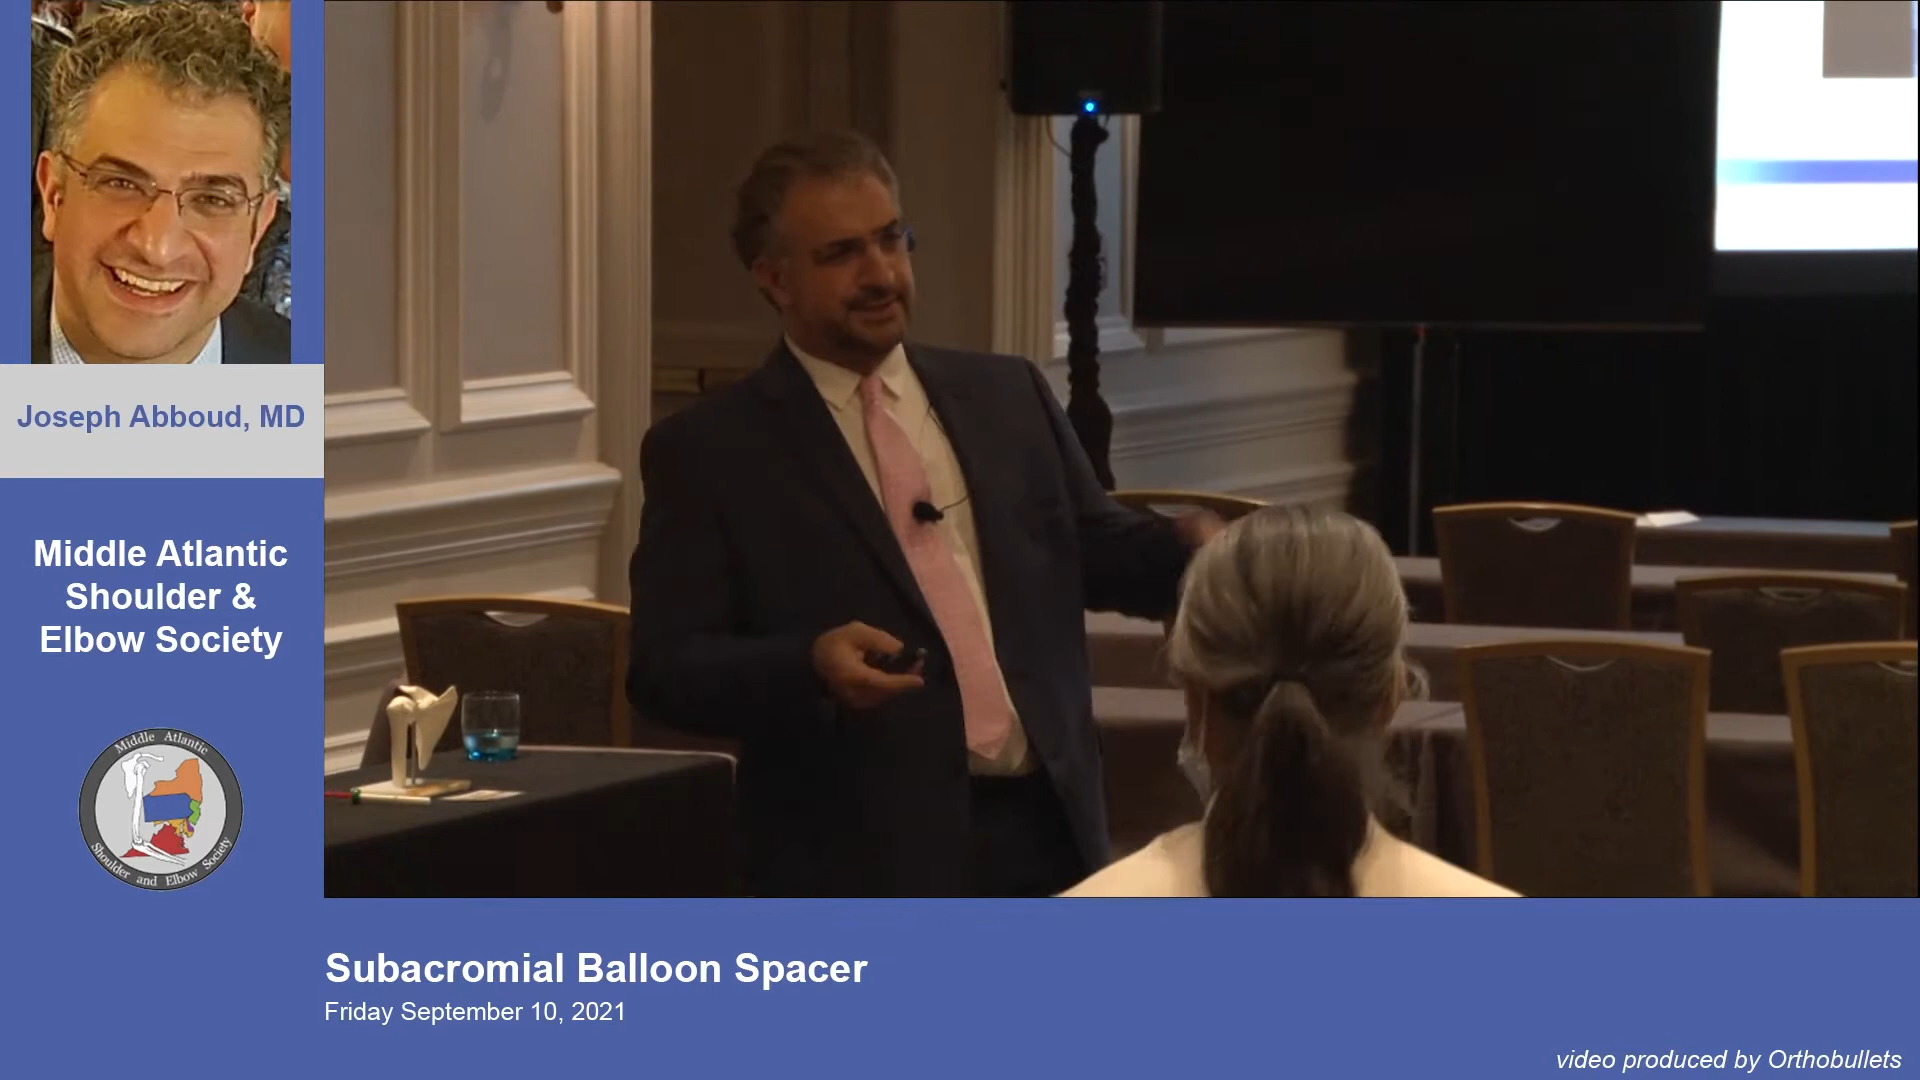 Joseph Abboud, MD
Middle Atlantic
Shoulder &
Elbow Society
Middle Atlantic
Shoulder and Elbow Society
Subacromial Balloon Spacer
Friday September 10, 2021
video produced by Orthobullets